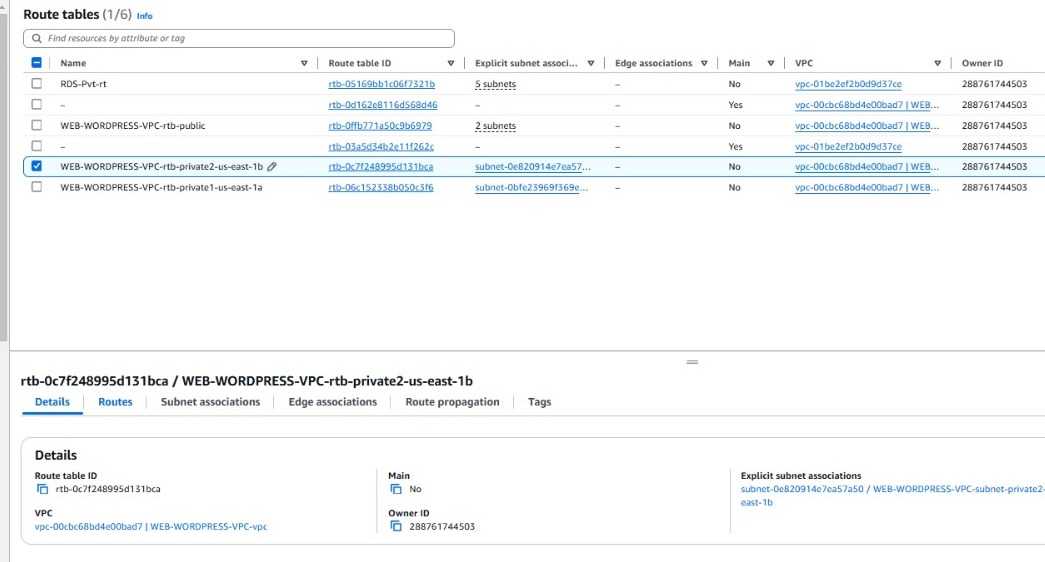 Route tables (1/6) Info
Find resources by attribute or tag
Name Route table ID Explicit subnet associ... Edge associations Main VPC Owner ID
RDS-Pvt-rt rtb-05169bb1c06f7321b 5 subnets – No vpc-01be2ef2b0d9d37ce 288761744503
– rtb-0d162e8116d568d46 – – Yes vpc-00cbc68bd4e00bad7 | WEB... 288761744503
WEB-WORDPRESS-VPC-rtb-public rtb-0ffb771a50c9b6979 2 subnets – No vpc-00cbc68bd4e00bad7 | WEB... 288761744503
– rtb-03a5d34b2e11f262c – – Yes vpc-01be2ef2b0d9d37ce 288761744503
WEB-WORDPRESS-VPC-rtb-private2-us-east-1b rtb-0c7f248995d131bca subnet-0e820914e7ea57... – No vpc-00cbc68bd4e00bad7 | WEB... 288761744503
WEB-WORDPRESS-VPC-rtb-private1-us-east-1a rtb-06c152338b050c3f6 subnet-0bfe23969f369e... – No vpc-00cbc68bd4e00bad7 | WEB... 288761744503
rtb-0c7f248995d131bca / WEB-WORDPRESS-VPC-rtb-private2-us-east-1b
Details Routes Subnet associations Edge associations Route propagation Tags
Details
Route table ID Main Explicit subnet associations
rtb-0c7f248995d131bca No subnet-0e820914e7ea57a50 / WEB-WORDPRESS-VPC-subnet-private2-
east-1b
VPC Owner ID
vpc-00cbc68bd4e00bad7 | WEB-WORDPRESS-VPC-vpc 288761744503